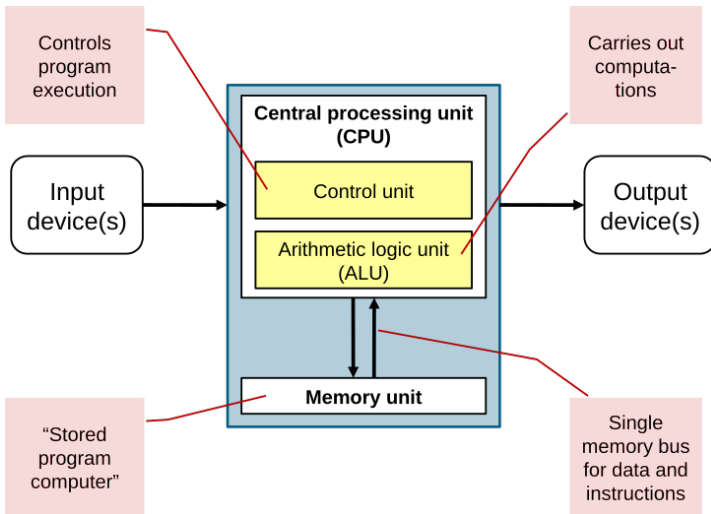 Controls
program
execution
Carries out
computa-
tions
Central processing unit
(CPU)
Input
device(s)
Control unit
Output
device(s)
Arithmetic logic unit
(ALU)
Memory unit
“Stored
program
computer”
Single
memory bus
for data and
instructions